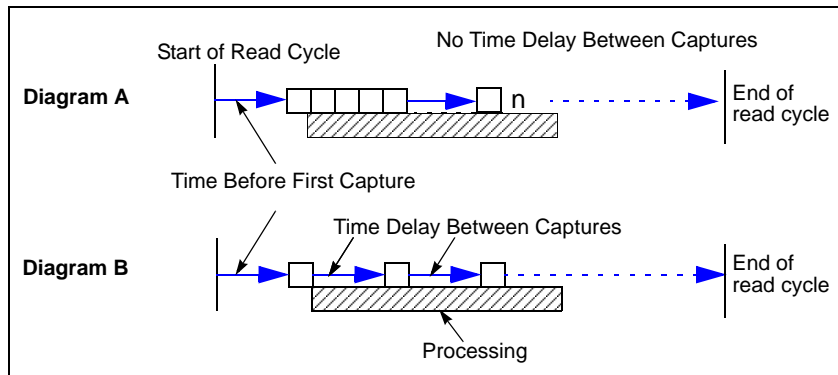 No Time Delay Between Captures
Start of Read Cycle
Diagram A
n
End of
read cycle
Time Before First Capture
Time Delay Between Captures
Diagram B
End of
read cycle
Processing